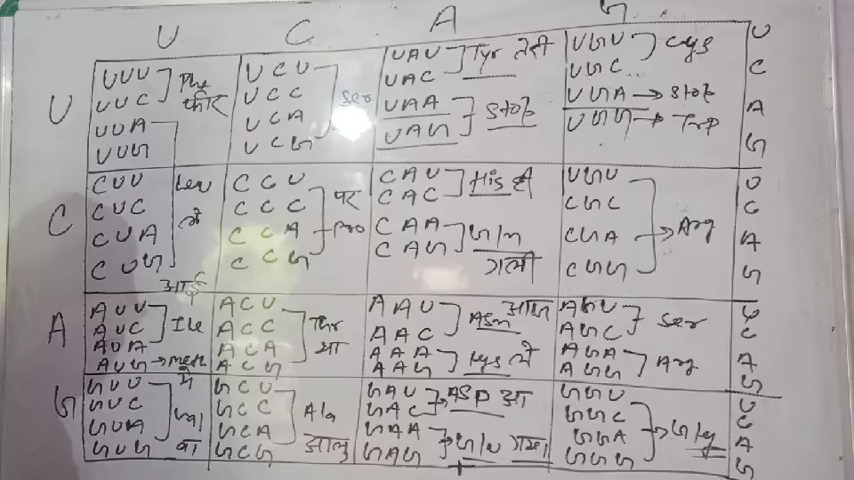 U C A G
U UUU UCU UAU UGU U
UUC Phe UCC Ser UAC Tyr UGC Cys C
UUA UCA UAA Stop UGA → Stop A
UUG UCG UAG UGG → Trp G
C CUU Leu CCU CAU His UGU U
CUC CCC पर CAC CGC C
CUA CCA Pro CAA Gln CGA → Arg A
CUG CCG CAG गली CGG G
A AUU ACU AAU AGU U
AUC Ile ACC Thr AAC Asn AGC Ser C
AUA ACA या AAA Lys AGA Arg A
AUG → Meth ACG AAG AGG G
G GUU GCU GAU GGU U
GUC Val GCC Ala GAC → ASP आ GGC C
GUA वा GCA आलु GAA → GGA → Gly A
GUG GCG GAG GGG G